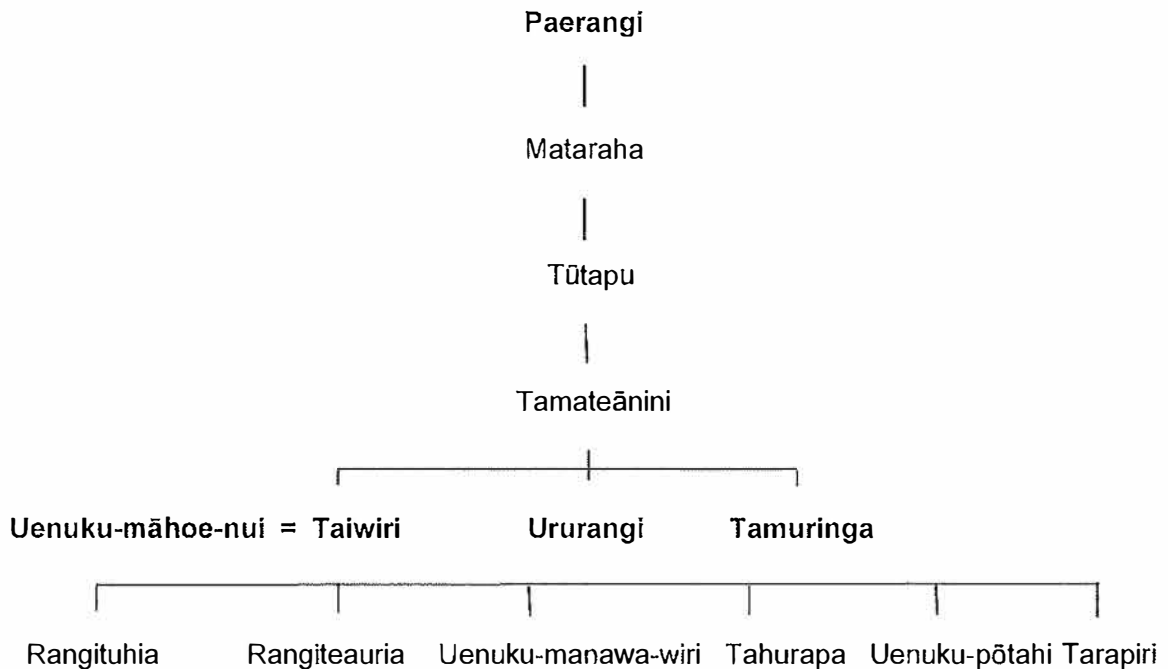 Paerangi
Mataraha
Tūtapu
Tamateānini
Uenuku-māhoe-nui = Taiwiri Ururangi Tamuringa
Rangituhia Rangiteauria Uenuku-manawa-wiri Tahurapa Uenuku-pōtahi Tarapiri